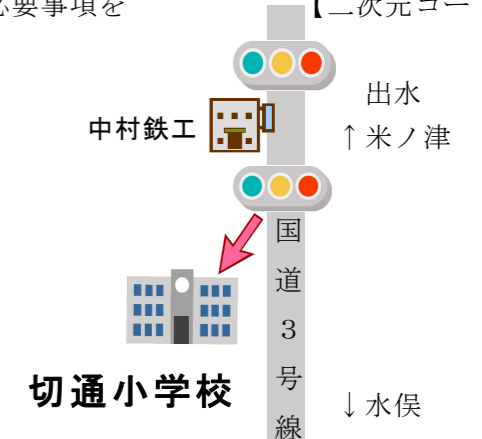 必要事項を
【二次元コー
出水
↑米ノ津
中村鉄工
国道３号線
切通小学校
↓水俣